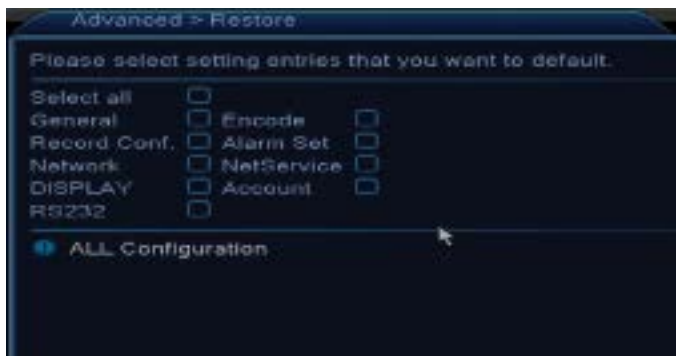 Advanced > Restore
Please select setting entries that you want to default.
Select all
General Encode
Record Conf. Alarm Set
Network NetService
DISPLAY Account
RS232
ALL Configuration